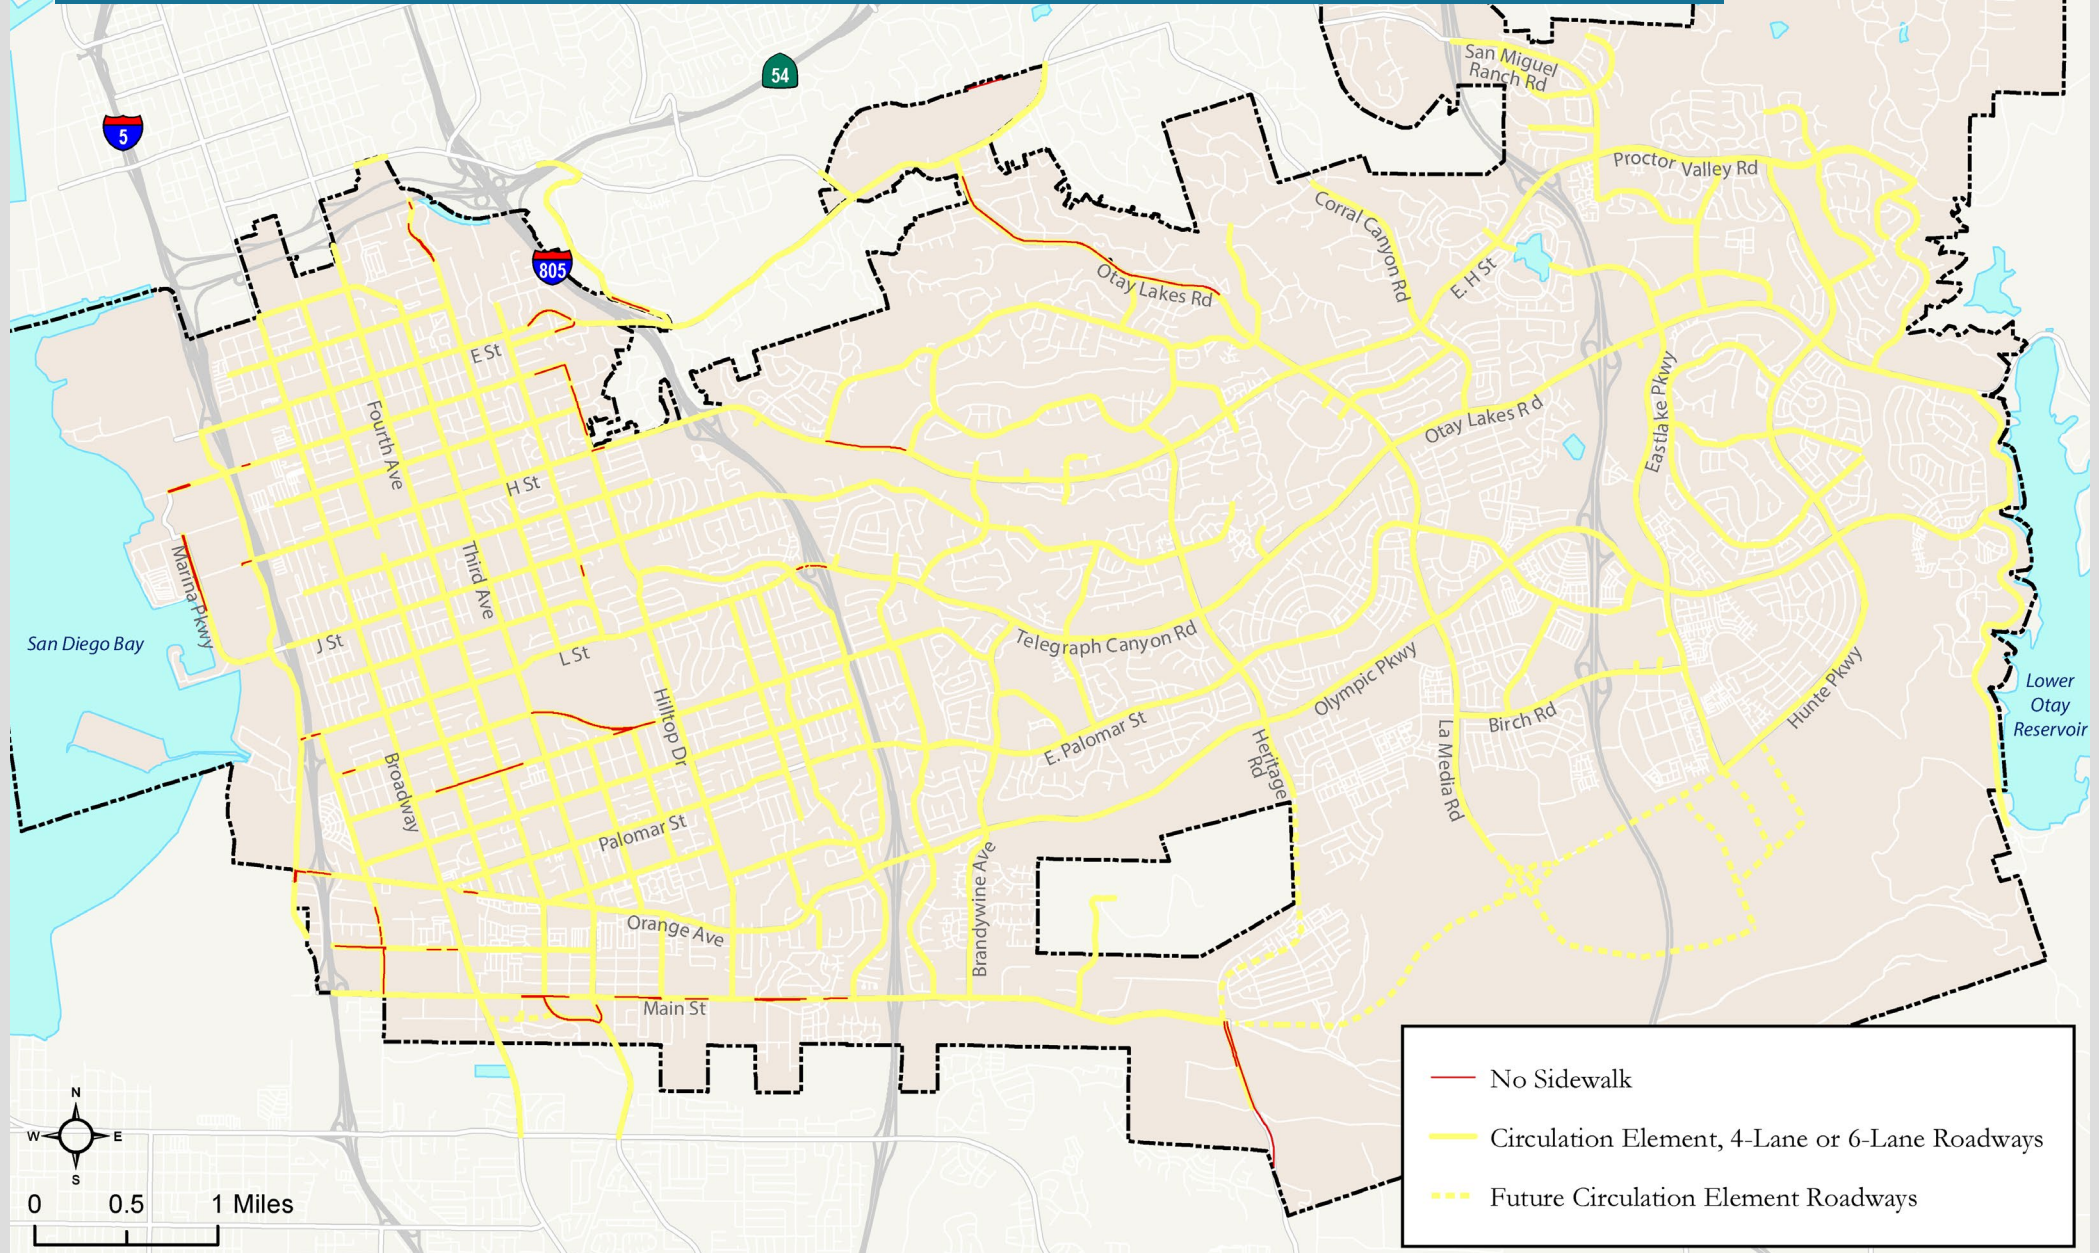 54
5
805
San Miguel
Ranch Rd
Proctor Valley Rd
Corral Canyon Rd
E. H St
Otay Lakes Rd
E St
Fourth Ave
H St
Otay Lakes R d
Eastlake Pkwy
Marina Pkwy
Third Ave
San Diego Bay
J St
L St
Telegraph Canyon Rd
Hilltop Dr
Olympic Pkwy
Hunte Pkwy
Lower
Otay
Reservoir
Broadway
E. Palomar St
Heritage
Rd
La Media Rd
Birch Rd
Palomar St
Brandywine Ave
Orange Ave
Main St
N
W
E
S
0 0.5 1 Miles
No Sidewalk
Circulation Element, 4-Lane or 6-Lane Roadways
Future Circulation Element Roadways